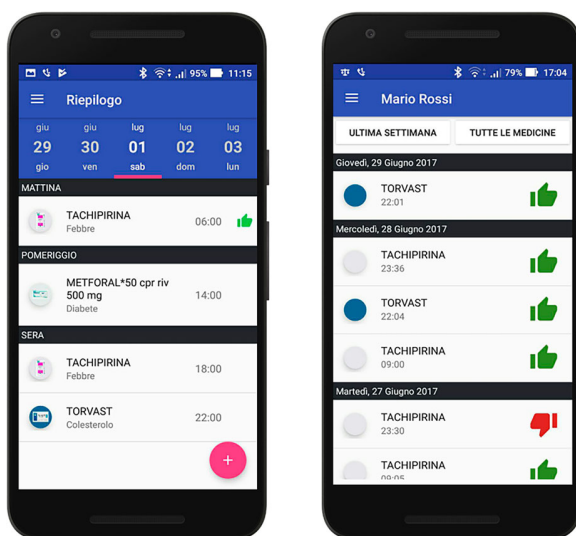 95% 11:15
Riepilogo
giu giu lug lug lug
29 30 01 02 03
gio ven sab dom lun
MATTINA
TACHIPIRINA
Febbre
06:00
POMERIGGIO
METFORAL*50 cpr riv
500 mg
Diabete
14:00
SERA
TACHIPIRINA
Febbre
18:00
TORVAST
Colesterolo
22:00
+
79% 17:04
Mario Rossi
ULTIMA SETTIMANA TUTTE LE MEDICINE
Giovedì, 29 Giugno 2017
TORVAST
22:01
Mercoledì, 28 Giugno 2017
TACHIPIRINA
23:36
TORVAST
22:04
TACHIPIRINA
09:00
Martedì, 27 Giugno 2017
TACHIPIRINA
23:30
TACHIPIRINA
09:05